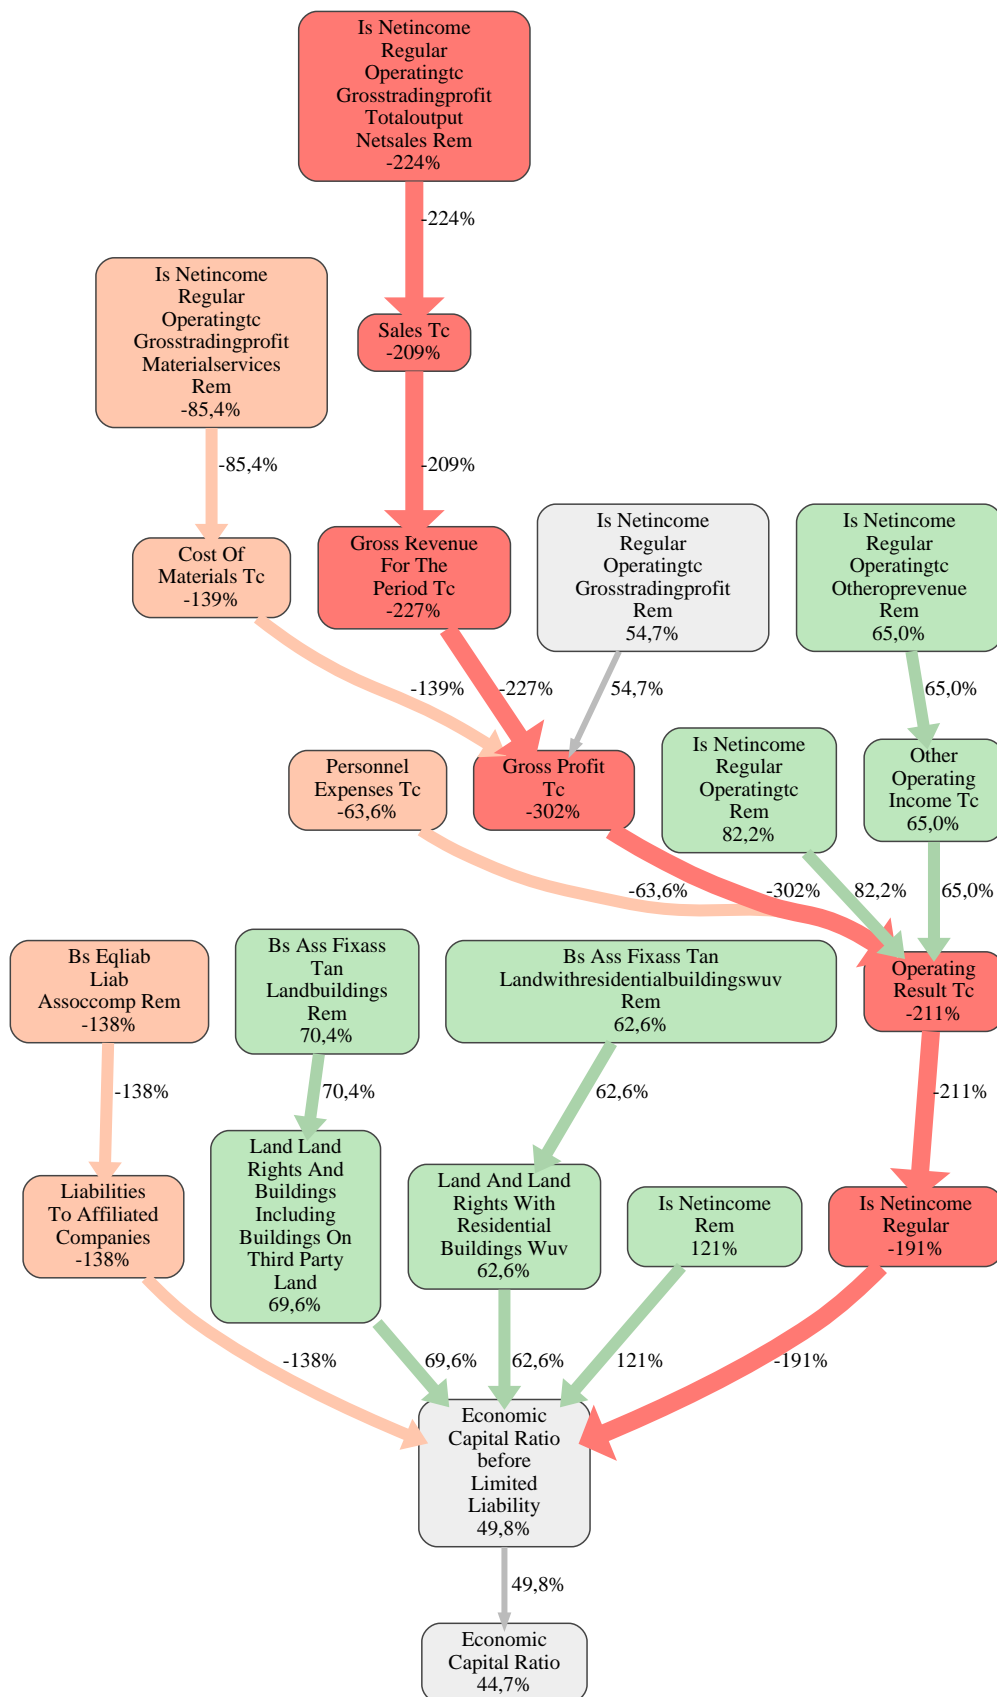 Is Netincome
Regular
Operatingtc
Grosstradingprofit
Totaloutput
Netsales Rem
-224%
-224%
Is Netincome
Regular
Operatingtc
Grosstradingprofit
Materialservices
Rem
-85,4%
Sales Tc
-209%
-85,4%
-209%
Cost Of
Materials Tc
-139%
Gross Revenue
For The
Period Tc
-227%
Is Netincome
Regular
Operatingtc
Grosstradingprofit
Rem
54,7%
Is Netincome
Regular
Operatingtc
Otheroprevenue
Rem
65,0%
-139%
-227%
54,7%
65,0%
Personnel
Expenses Tc
-63,6%
Gross Profit
Tc
-302%
Is Netincome
Regular
Operatingtc
Rem
82,2%
Other
Operating
Income Tc
65,0%
-63,6%
-302%
82,2%
65,0%
Bs Eqliab
Liab
Assoccomp Rem
-138%
Bs Ass Fixass
Tan
Landbuildings
Rem
70,4%
Bs Ass Fixass Tan
Landwithresidentialbuildingswuv
Rem
62,6%
Operating
Result Tc
-211%
-138%
70,4%
62,6%
-211%
Liabilities
To Affiliated
Companies
-138%
Land Land
Rights And
Buildings
Including
Buildings On
Third Party
Land
69,6%
Land And Land
Rights With
Residential
Buildings Wuv
62,6%
Is Netincome
Rem
121%
Is Netincome
Regular
-191%
-138%
69,6%
62,6%
121%
-191%
Economic
Capital Ratio
before
Limited
Liability
49,8%
49,8%
Economic
Capital Ratio
44,7%